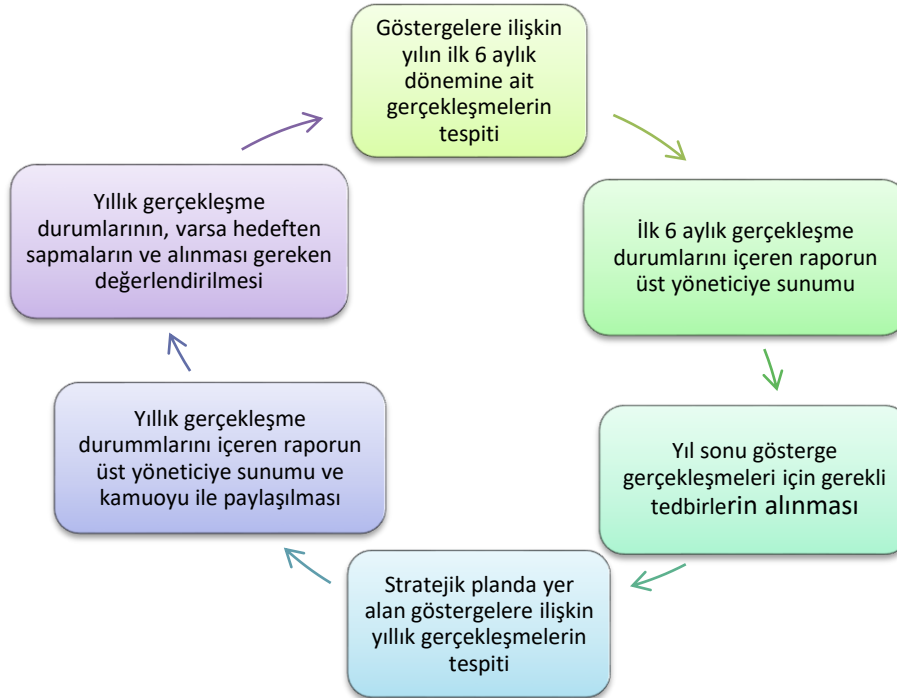 Göstergelere ilişkin
yılın ilk 6 aylık
dönemine ait
gerçekleşmelerin
tespiti
İlk 6 aylık gerçekleşme
durumlarını içeren raporun
üst yöneticiye sunumu
Yıl sonu gösterge
gerçekleşmeleri için gerekli
tedbirlerin alınması
Stratejik planda yer
alan göstergelere ilişkin
yıllık gerçekleşmelerin
tespiti
Yıllık gerçekleşme
durummlarını içeren raporun
üst yöneticiye sunumu ve
kamuoyu ile paylaşılması
Yıllık gerçekleşme
durumlarının, varsa hedeften
sapmaların ve alınması gereken
değerlendirilmesi